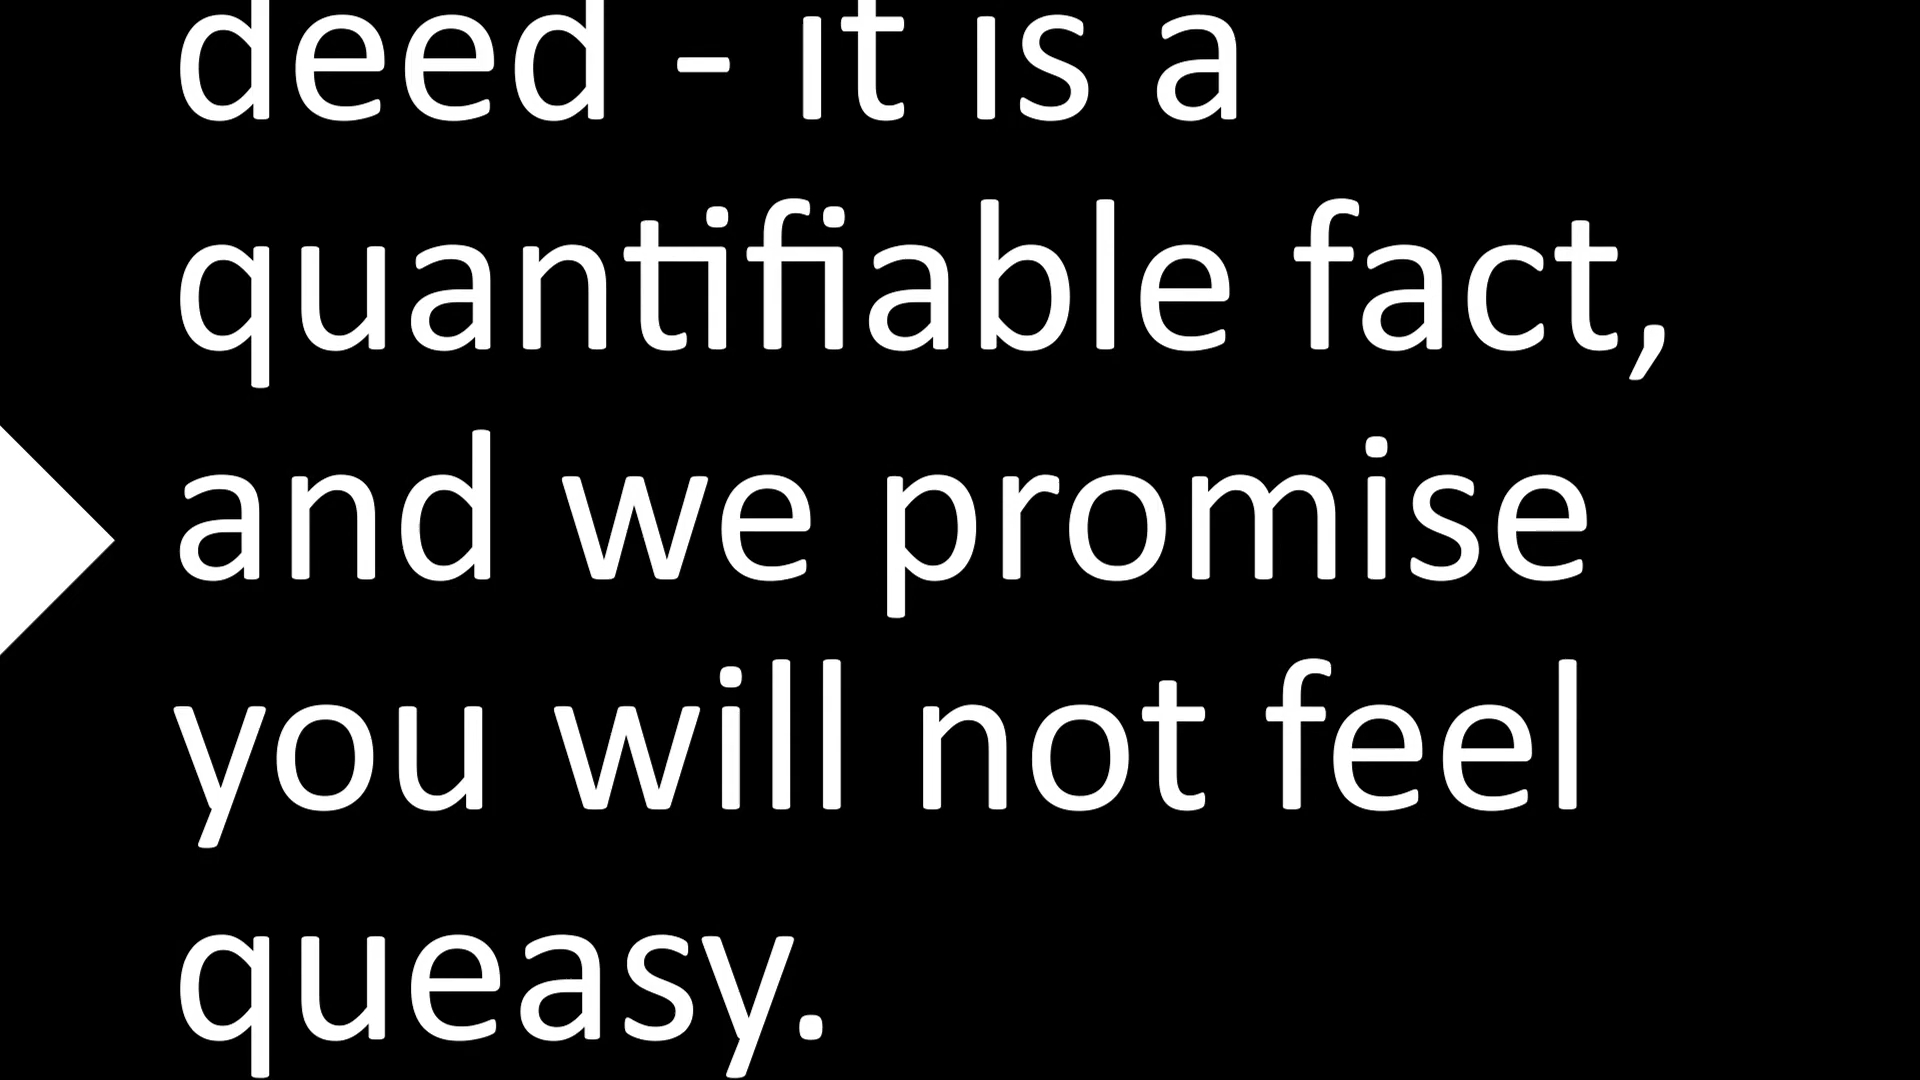 deed - it is a
quantifiable fact,
and we promise
you will not feel
queasy.